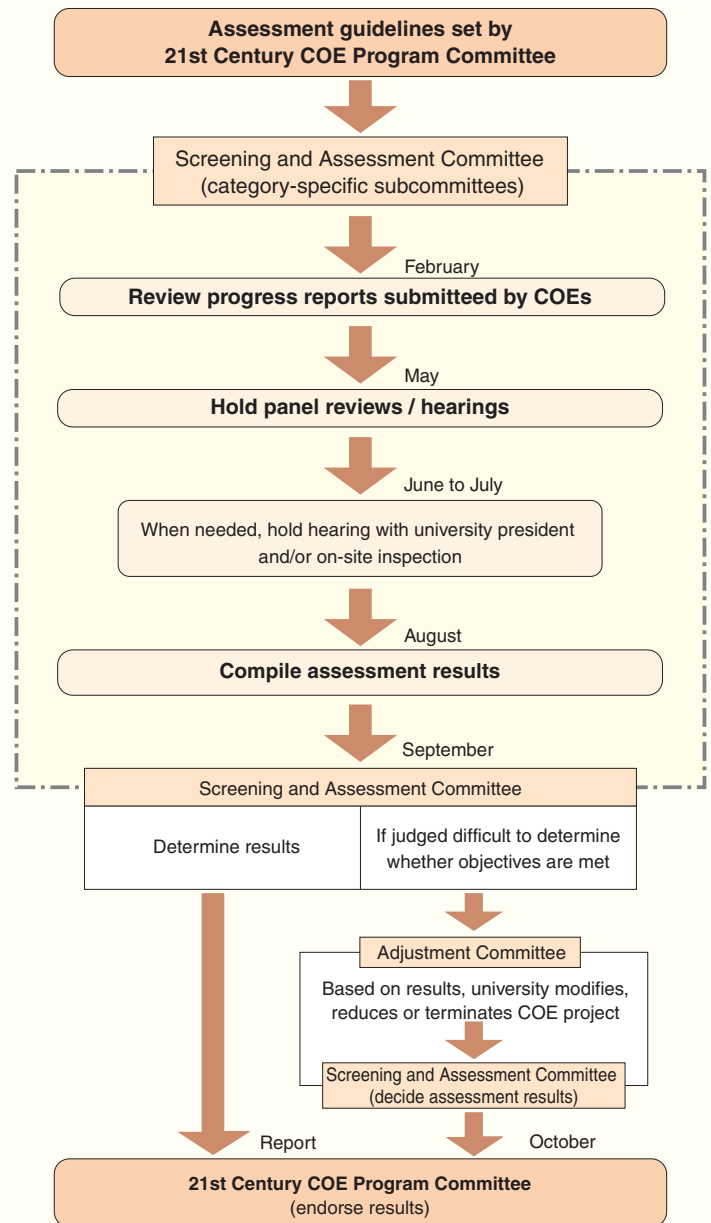 Assessment guidelines set by
21st Century COE Program Committee
Screening and Assessment Committee
(category-specific subcommittees)
February
Review progress reports submitteed by COEs
May
Hold panel reviews / hearings
June to July
When needed, hold hearing with university president
and/or on-site inspection
August
Compile assessment results
September
Screening and Assessment Committee
Determine results
If judged difficult to determine
whether objectives are met
Adjustment Committee
Based on results, university modifies,
reduces or terminates COE project
Screening and Assessment Committee
(decide assessment results)
Report
October
21st Century COE Program Committee
(endorse results)